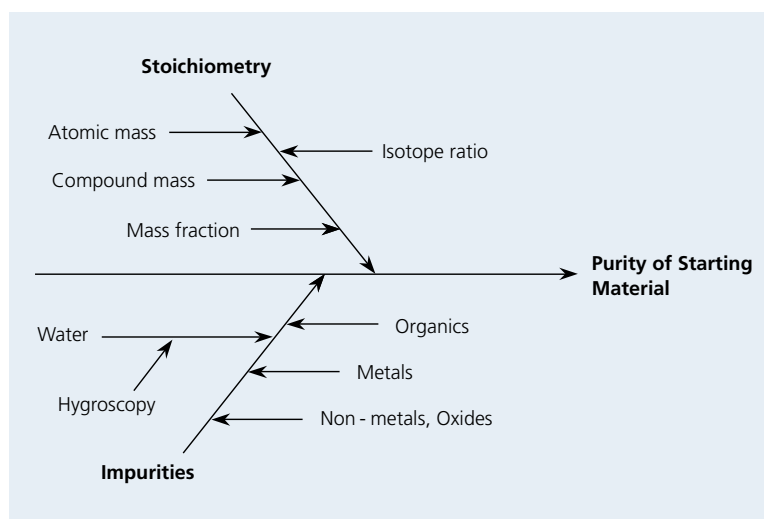 Stoichiometry
Atomic mass
Isotope ratio
Compound mass
Mass fraction
Purity of Starting
Material
Organics
Water
Metals
Hygroscopy
Non - metals, Oxides
Impurities